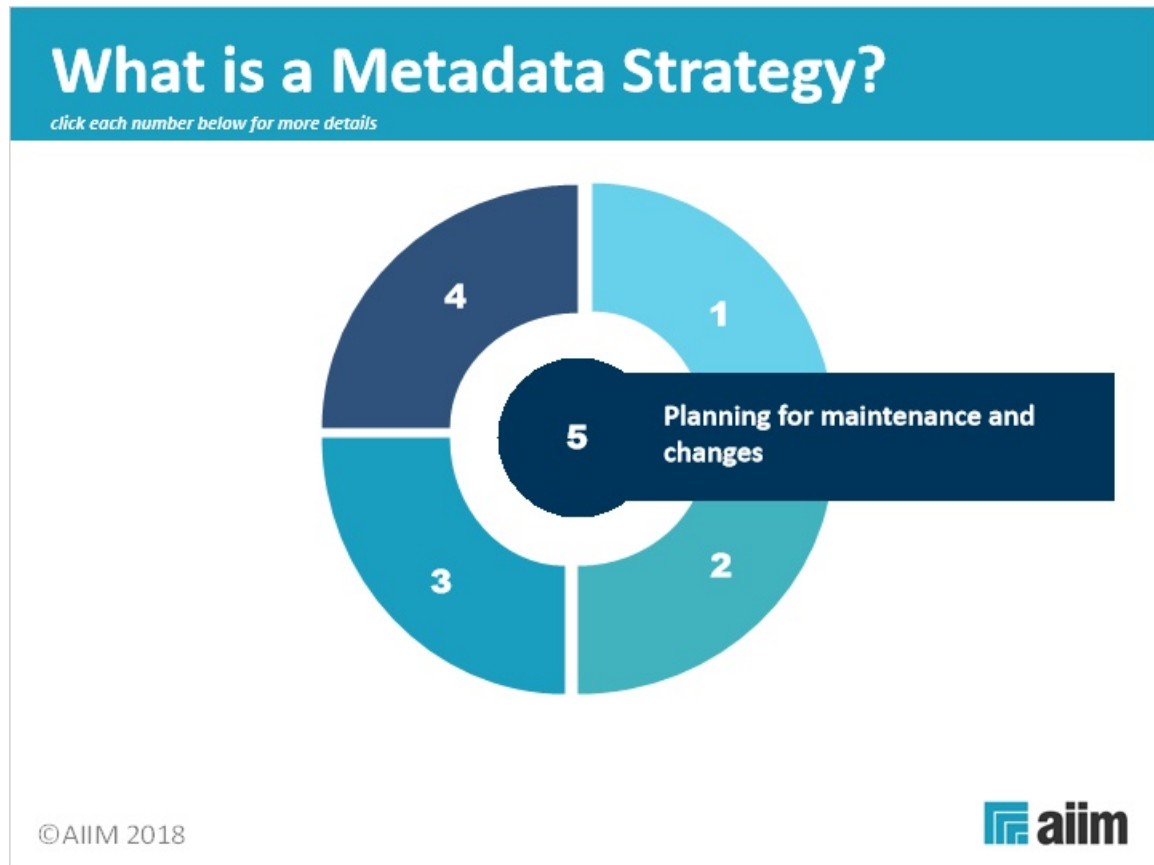 What is a Metadata Strategy?
click each number below for more details
4
1
5
Planning for maintenance and
changes
3
2
©AIIM 2018
aiim